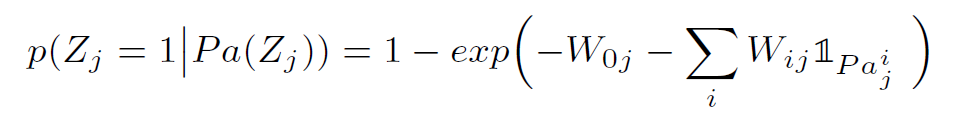 p(Z_j = 1|Pa(Z_j)) = 1 − exp(−W_{0j} − ∑_i W_{ij} 𝟙_{Pa_j^i})